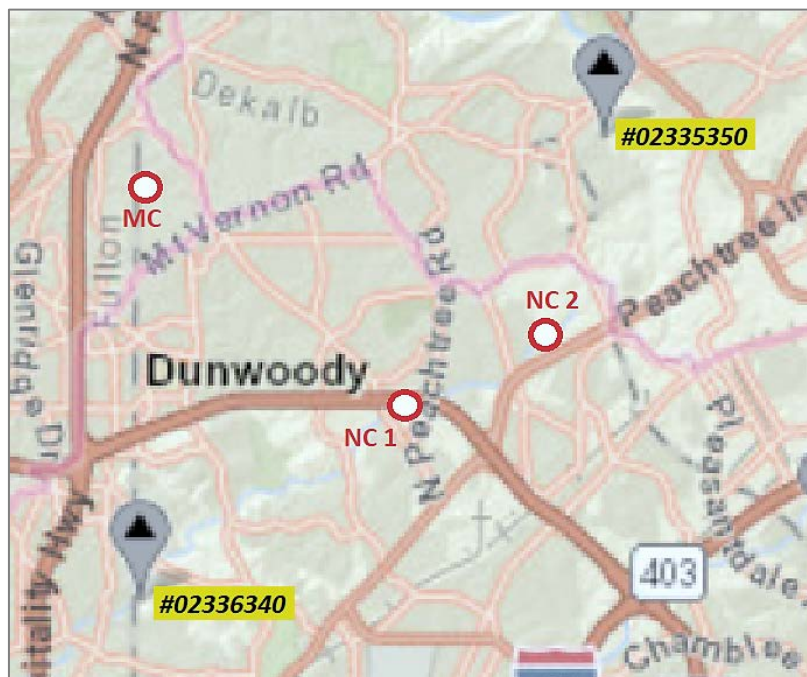 N P
Dekalb
#02335350
MC
Mt Vernon Rd
Fulton
Glenridge Dr
NC 2
Peachtree In
N Peachtree Rd
Dunwoody
NC 1
Pleasantdale
itality Hwy
403
#02336340
Chamblee